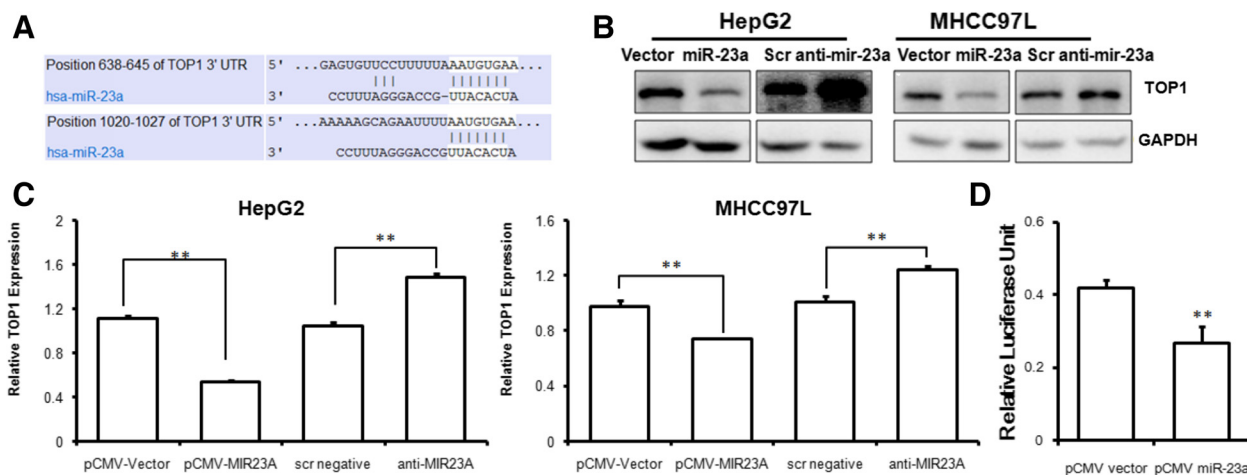 A
Position 638-645 of TOP1 3' UTR 5' ...GAGUGUUCCUUUUUAAUGUGAA...
hsa-miR-23a 3' CCUUUAGGGACCG-UUACACUA
Position 1020-1027 of TOP1 3' UTR 5' ...AAAAAGCAGAAUUUUAAUGUGAA...
hsa-miR-23a 3' CCUUUAGGGACCGUUACACUA
B
HepG2 MHCC97L
Vector miR-23a Scr anti-mir-23a Vector miR-23a Scr anti-mir-23a
TOP1
GAPDH
C
HepG2
Relative TOP1 Expression
2
1.6
1.2
0.8
0.4
0
pCMV-Vector pCMV-MIR23A scr negative anti-MIR23A
** **
MHCC97L
Relative TOP1 Expression
1.6
1.2
0.8
0.4
0
pCMV-Vector pCMV-MIR23A scr negative anti-MIR23A
** **
D
Relative Luciferase Unit
0.6
0.4
0.2
0
**
pCMV vector pCMV miR-23a